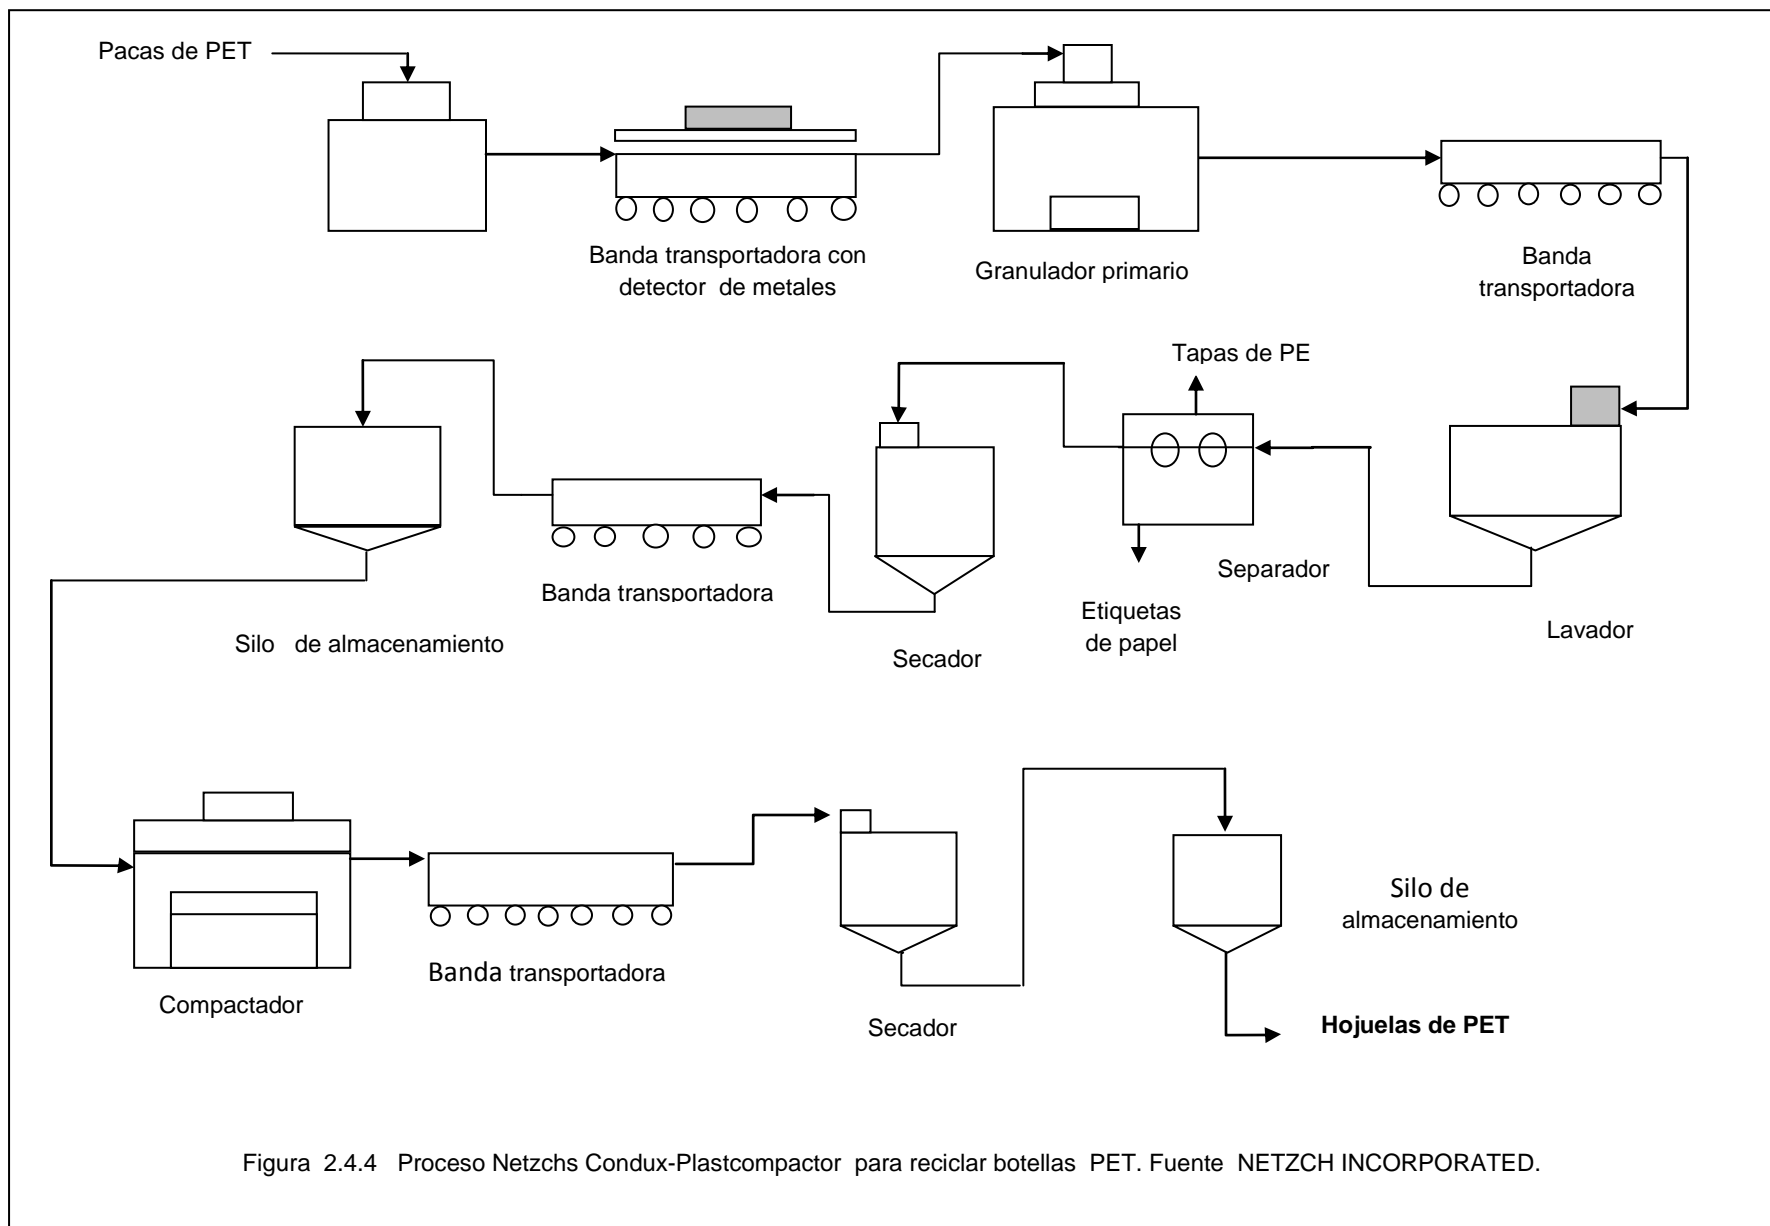 Pacas de PET
Banda transportadora con
detector de metales
Granulador primario
Banda
transportadora
Tapas de PE
Separador
Etiquetas
de papel
Lavador
Secador
Banda transportadora
Silo de almacenamiento
Compactador
Banda transportadora
Secador
Silo de
almacenamiento
Hojuelas de PET
Figura 2.4.4 Proceso Netzchs Condux-Plastcompactor para reciclar botellas PET. Fuente NETZCH INCORPORATED.